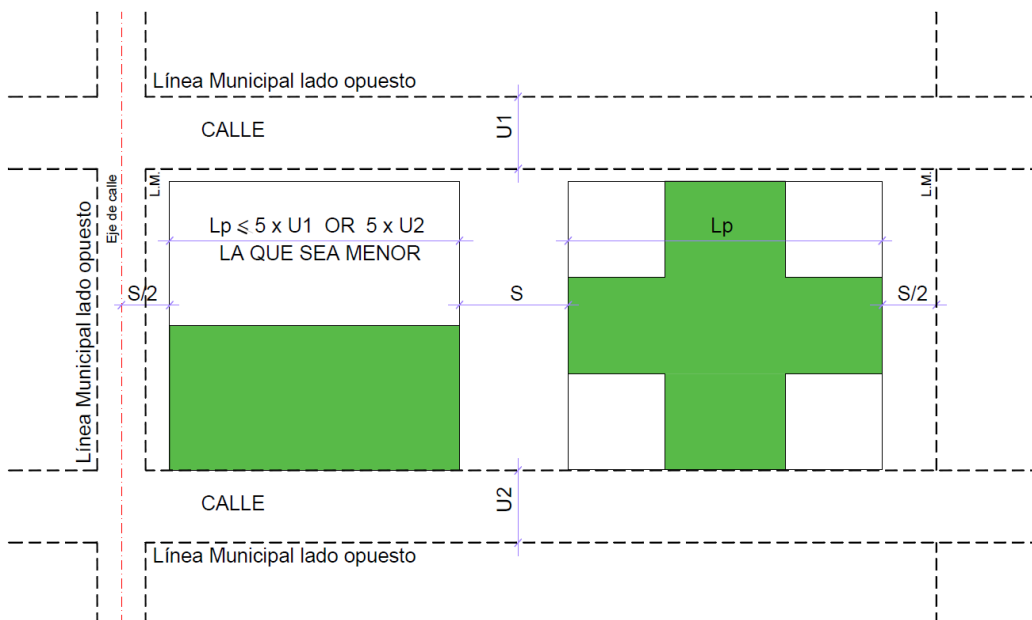 Línea Municipal lado opuesto
CALLE
U1
Línea Municipal lado opuesto
Eje de calle
L.M.
Lp ⩽ 5 x U1 OR 5 x U2
LA QUE SEA MENOR
Lp
L.M.
S/2
S
S/2
CALLE
U2
Línea Municipal lado opuesto